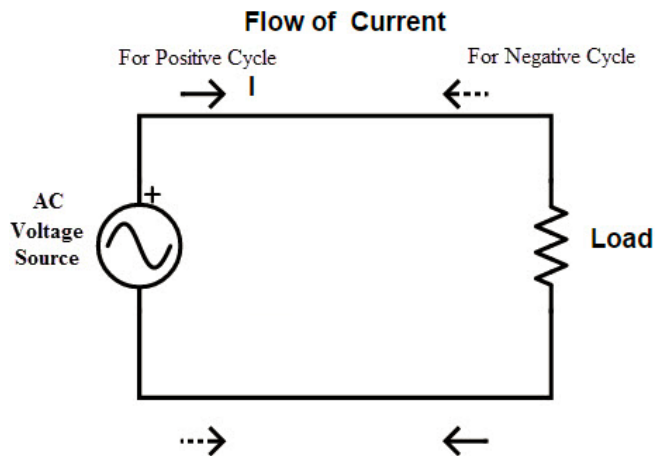 Flow of Current
For Positive Cycle
For Negative Cycle
I
+
AC
Voltage
Source
Load